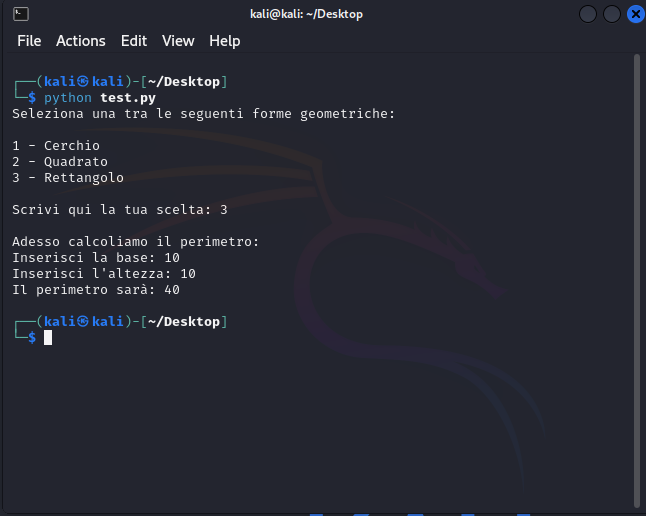 kali@kali: ~/Desktop
File Actions Edit View Help
┌──(kali㉿kali)-[~/Desktop]
└─$ python test.py
Seleziona una tra le seguenti forme geometriche:
1 - Cerchio
2 - Quadrato
3 - Rettangolo
Scrivi qui la tua scelta: 3
Adesso calcoliamo il perimetro:
Inserisci la base: 10
Inserisci l'altezza: 10
Il perimetro sarà: 40
┌──(kali㉿kali)-[~/Desktop]
└─$